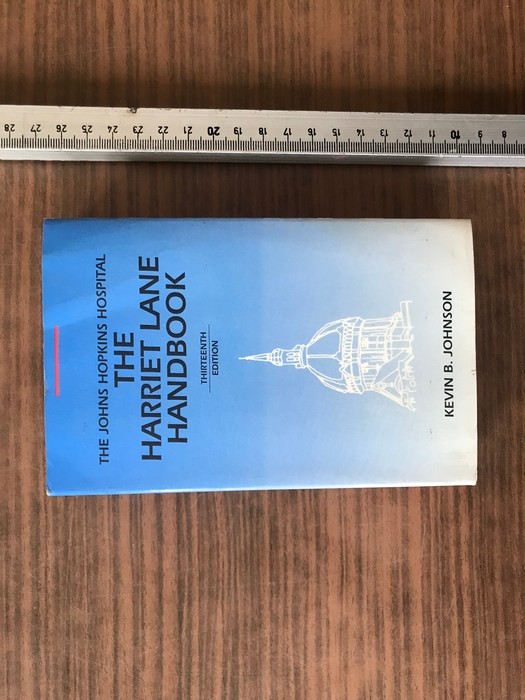 THE JOHNS HOPKINS HOSPITAL
THE
HARRIET LANE
HANDBOOK
THIRTEENTH
EDITION
KEVIN B. JOHNSON
28 27 26 25 24 23 22 21 20 19 18 17 16 15 14 13 12 11 10 9 8